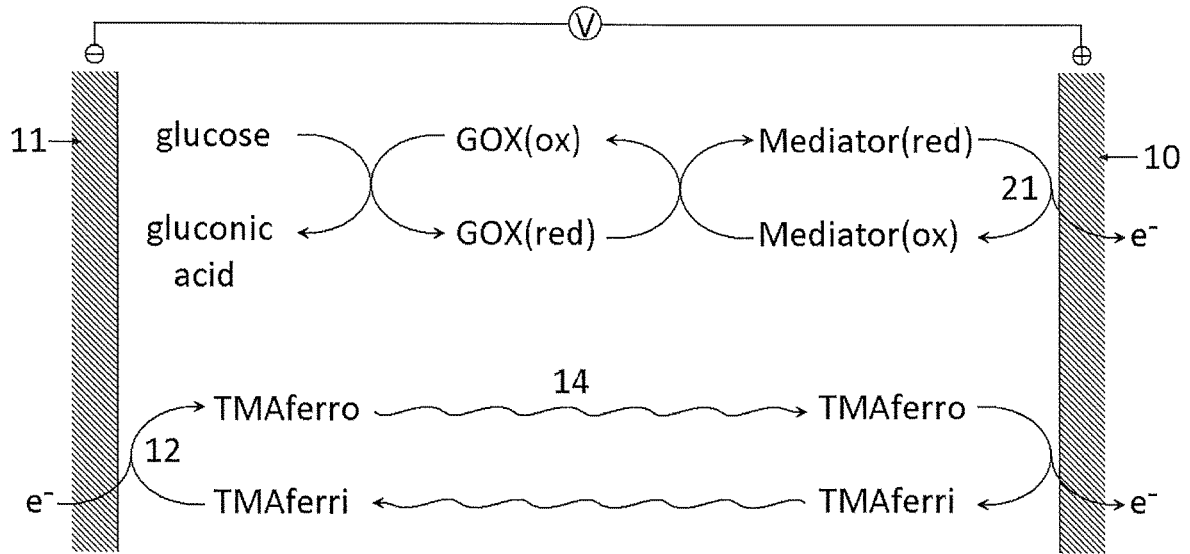 V
⊖ ⊕
11 glucose GOX(ox) Mediator(red) 10
21
gluconic GOX(red) Mediator(ox) e-
acid
14
TMAferro TMAferro
12
e- TMAferri TMAferri e-